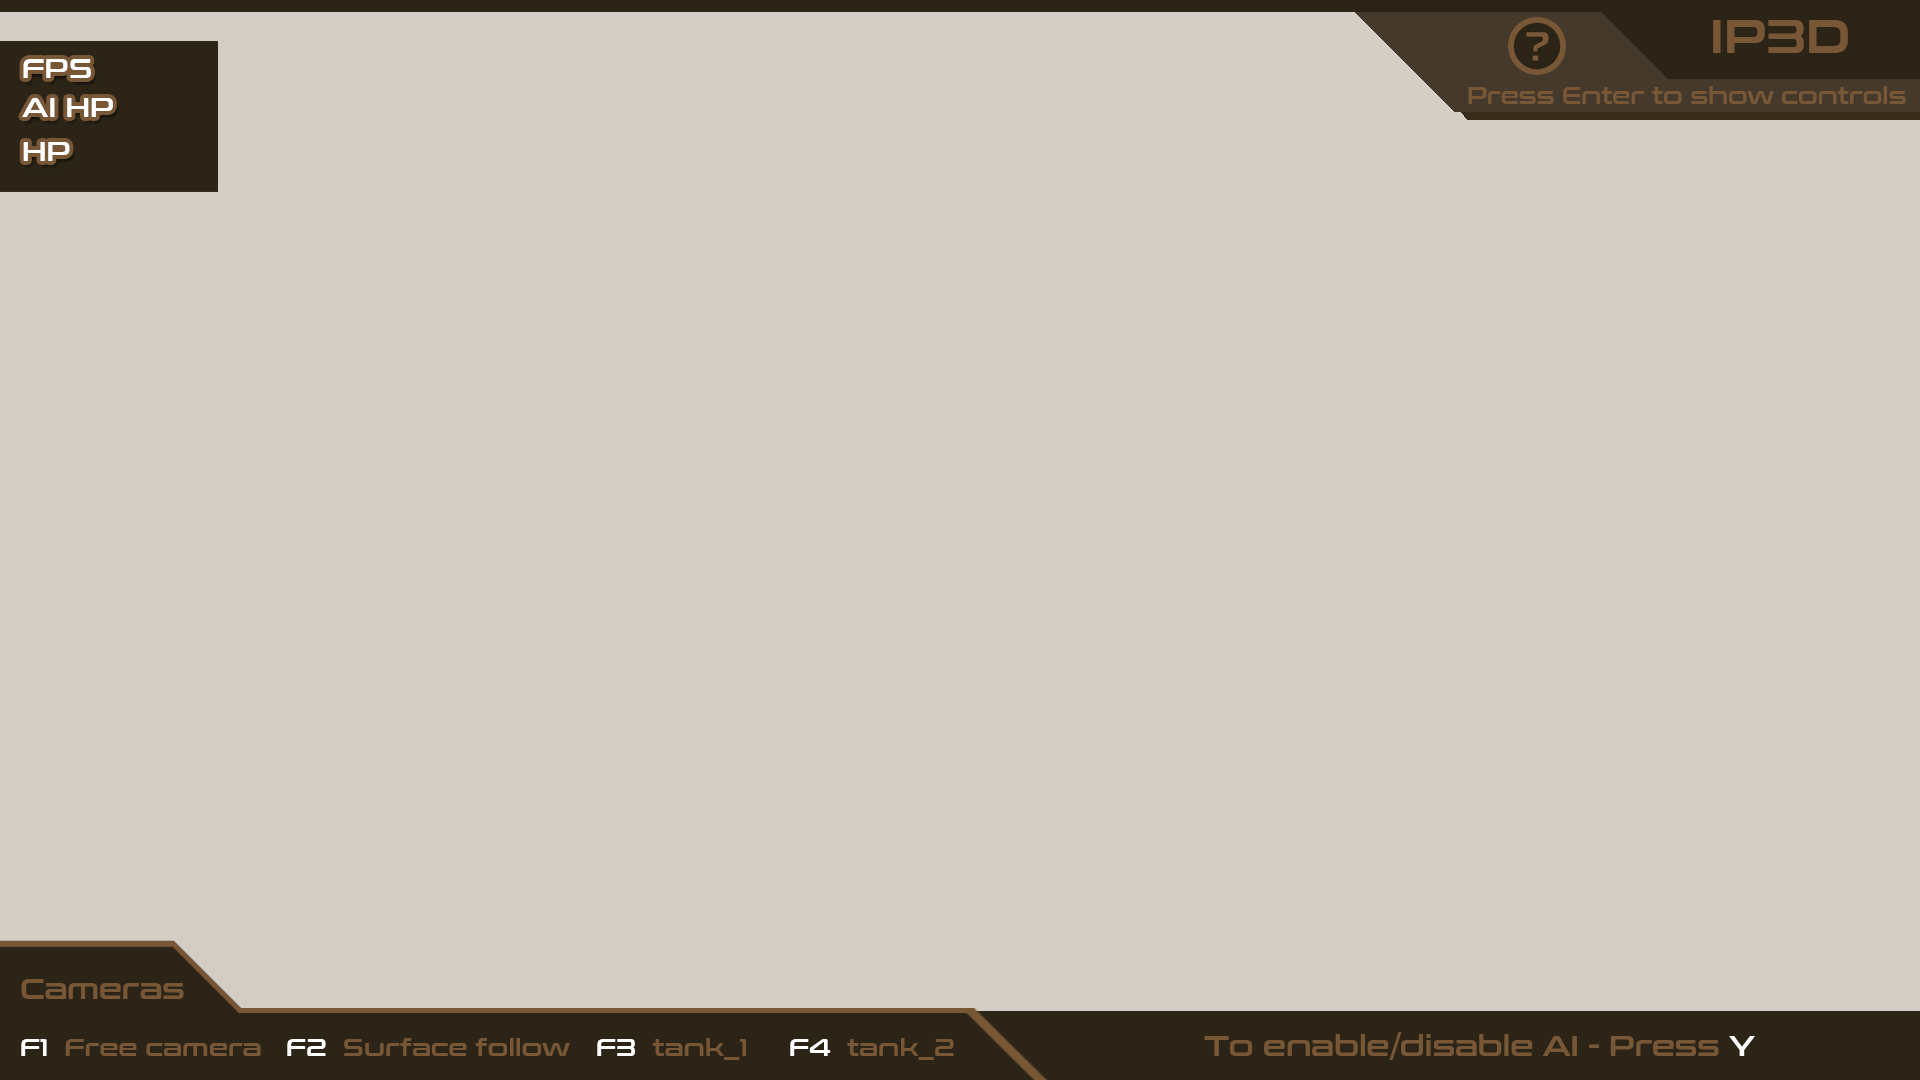 IP3D
?
Press Enter to show controls
FPS
AI HP
HP
Cameras
F1 Free camera F2 Surface follow F3 tank_1 F4 tank_2
To enable/disable AI - Press Y